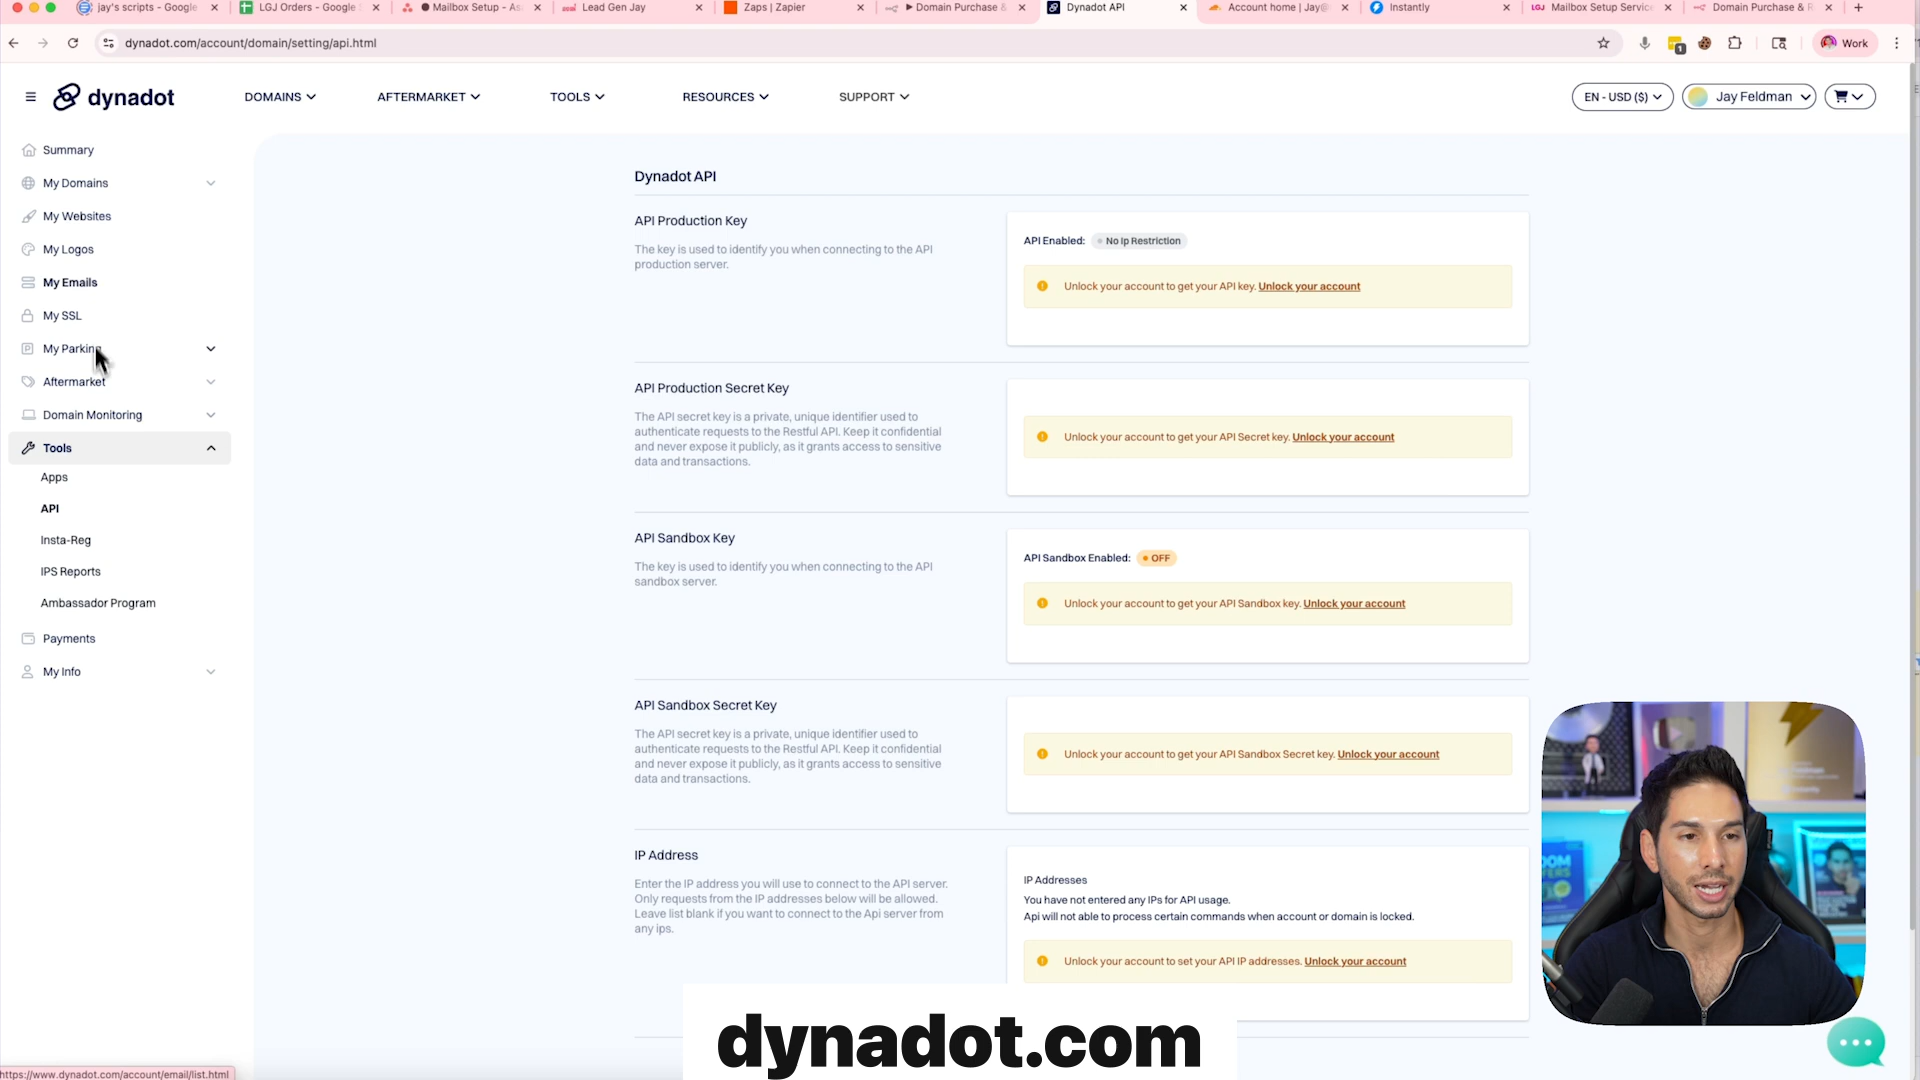 jay's scripts - Google
LGJ Orders - Google
Mailbox Setup - As
Lead Gen Jay
Zaps | Zapier
Domain Purchase &
Dynadot API
Account home | Jay@
Instantly
LGJ Mailbox Setup Servic
Domain Purchase & R
dynadot.com/account/domain/setting/api.html
1
Work
dynadot
DOMAINS
AFTERMARKET
TOOLS
RESOURCES
SUPPORT
EN - USD ($)
Jay Feldman
Summary
My Domains
My Websites
My Logos
My Emails
My SSL
My Parking
Aftermarket
Domain Monitoring
Tools
Apps
API
Insta-Reg
IPS Reports
Ambassador Program
Payments
My Info
Dynadot API
API Production Key
The key is used to identify you when connecting to the API
production server.
API Enabled: No Ip Restriction
Unlock your account to get your API key. Unlock your account
API Production Secret Key
The API secret key is a private, unique identifier used to
authenticate requests to the Restful API. Keep it confidential
and never expose it publicly, as it grants access to sensitive
data and transactions.
Unlock your account to get your API Secret key. Unlock your account
API Sandbox Key
The key is used to identify you when connecting to the API
sandbox server.
API Sandbox Enabled: OFF
Unlock your account to get your API Sandbox key. Unlock your account
API Sandbox Secret Key
The API secret key is a private, unique identifier used to
authenticate requests to the Restful API. Keep it confidential
and never expose it publicly, as it grants access to sensitive
data and transactions.
Unlock your account to get your API Sandbox Secret key. Unlock your account
IP Address
Enter the IP address you will use to connect to the API server.
Only requests from the IP addresses below will be allowed.
Leave list blank if you want to connect to the Api server from
any ips.
IP Addresses
You have not entered any IPs for API usage.
Api will not able to process certain commands when account or domain is locked.
Unlock your account to set your API IP addresses. Unlock your account
dynadot.com
https://www.dynadot.com/account/email/list.html